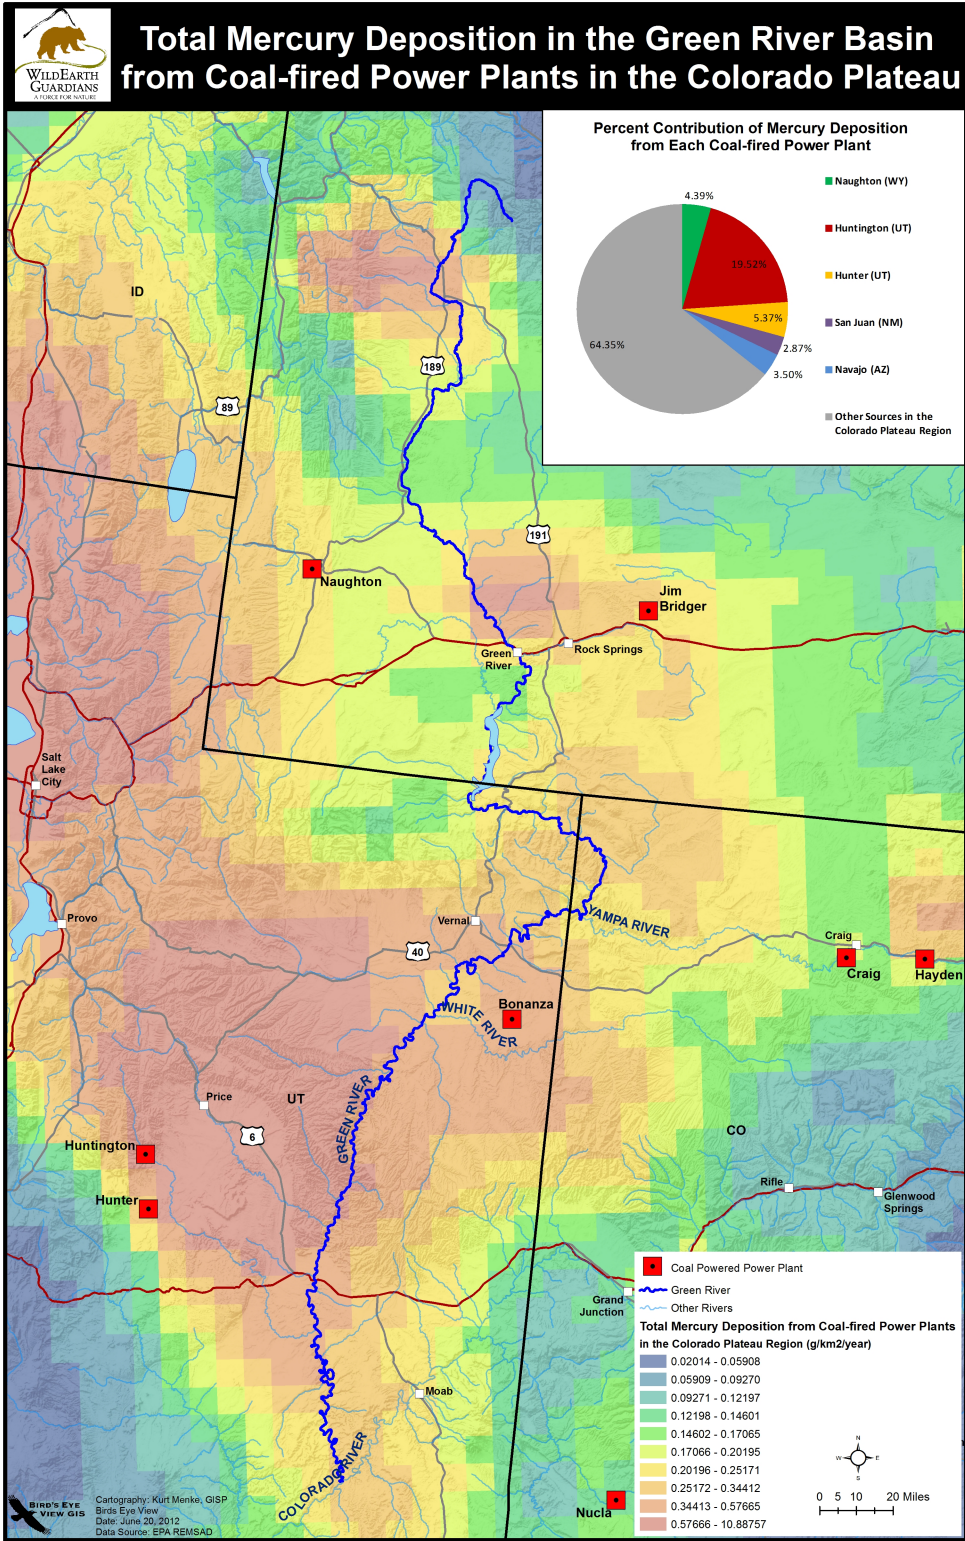 WILDEARTH
GUARDIANS
A FORCE FOR NATURE
Total Mercury Deposition in the Green River Basin
from Coal-fired Power Plants in the Colorado Plateau
Percent Contribution of Mercury Deposition
from Each Coal-fired Power Plant
4.39%
19.52%
5.37%
2.87%
3.50%
64.35%
Naughton (WY)
Huntington (UT)
Hunter (UT)
San Juan (NM)
Navajo (AZ)
Other Sources in the
Colorado Plateau Region
ID
189
89
191
Naughton
Jim
Bridger
Green
River
Rock Springs
Salt
Lake
City
Provo
Vernal
YAMPA RIVER
40
Craig
Craig
Hayden
Bonanza
WHITE RIVER
GREEN RIVER
Price
UT
6
CO
Huntington
Hunter
Rifle
Glenwood
Springs
Grand
Junction
Moab
COLORADO RIVER
Nucla
Coal Powered Power Plant
Green River
Other Rivers
Total Mercury Deposition from Coal-fired Power Plants
in the Colorado Plateau Region (g/km2/year)
0.02014 - 0.05908
0.05909 - 0.09270
0.09271 - 0.12197
0.12198 - 0.14601
0.14602 - 0.17065
0.17066 - 0.20195
0.20196 - 0.25171
0.25172 - 0.34412
0.34413 - 0.57665
0.57666 - 10.88757
N
W
E
S
0 5 10 20 Miles
BIRD'S EYE
VIEW GIS
Cartography: Kurt Menke, GISP
Birds Eye View
Date: June 20, 2012
Data Source: EPA REMSAD